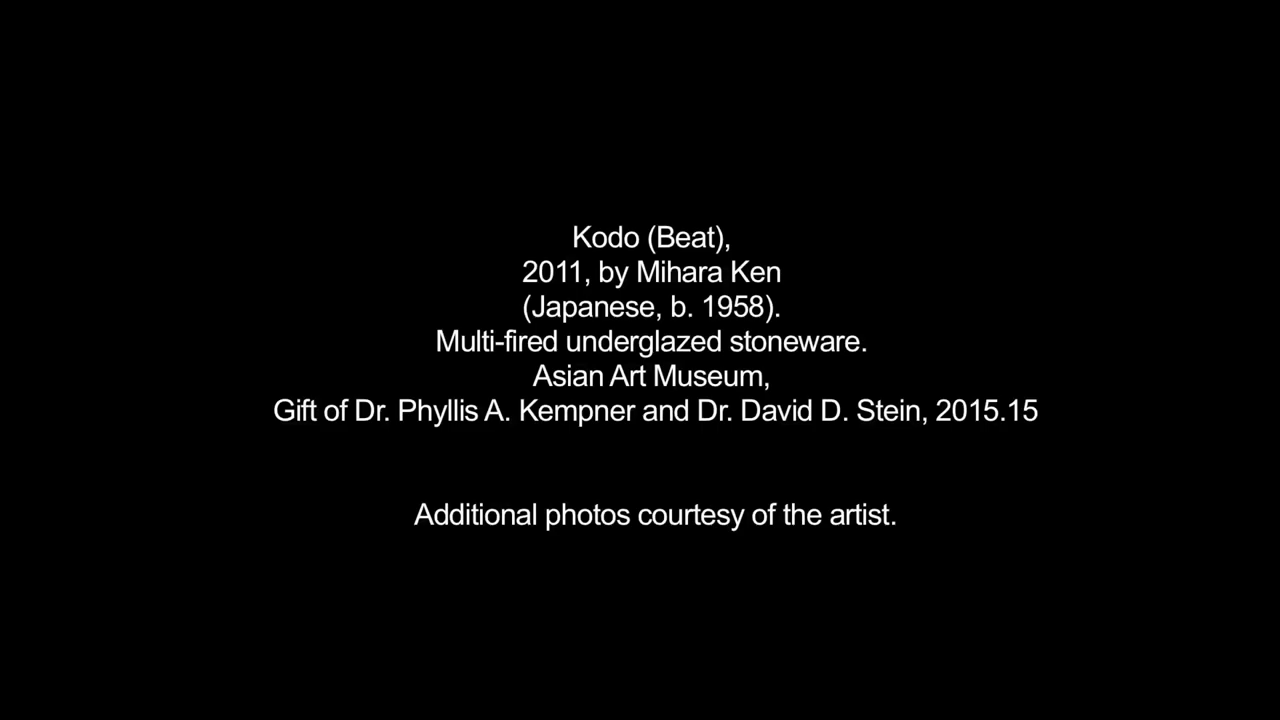 Kodo (Beat),
2011, by Mihara Ken
(Japanese, b. 1958).
Multi-fired underglazed stoneware.
Asian Art Museum,
Gift of Dr. Phyllis A. Kempner and Dr. David D. Stein, 2015.15
Additional photos courtesy of the artist.